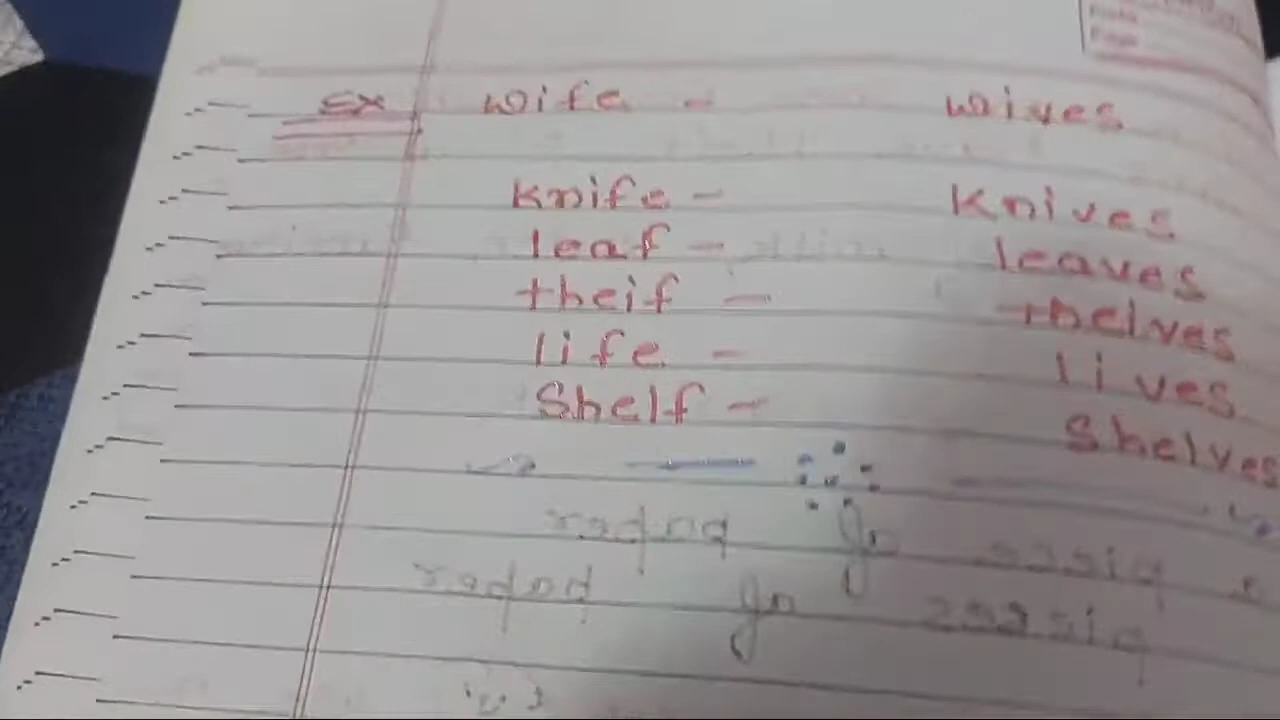 Ex wife - wives
Knife - Knives
leaf - leaves
theif - thelves
life - lives
Shelf - Shelves